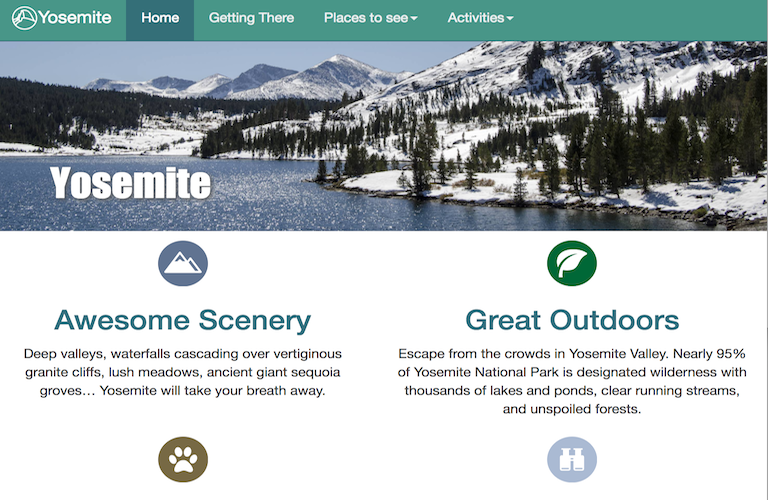 Yosemite Home Getting There Places to see Activities
Yosemite
Awesome Scenery
Deep valleys, waterfalls cascading over vertiginous
granite cliffs, lush meadows, ancient giant sequoia
groves… Yosemite will take your breath away.
Great Outdoors
Escape from the crowds in Yosemite Valley. Nearly 95%
of Yosemite National Park is designated wilderness with
thousands of lakes and ponds, clear running streams,
and unspoiled forests.